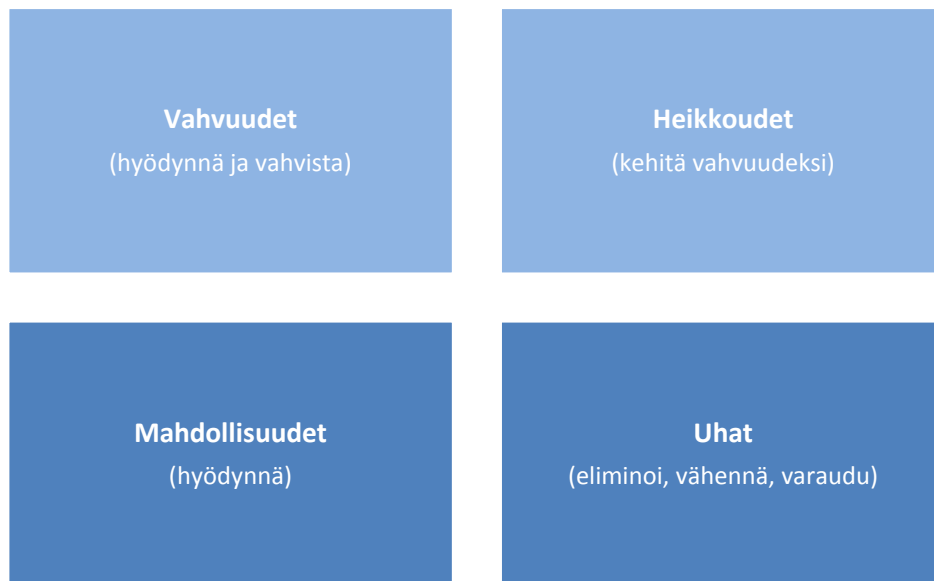 Vahvuudet
(hyödynnä ja vahvista)
Heikkoudet
(kehitä vahvuudeksi)
Mahdollisuudet
(hyödynnä)
Uhat
(eliminoi, vähennä, varaudu)